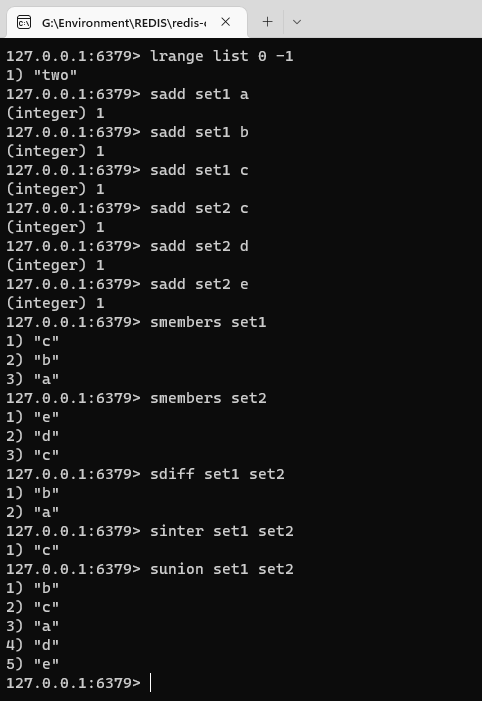 G:\Environment\REDIS\redis-c
127.0.0.1:6379> lrange list 0 -1
1) "two"
127.0.0.1:6379> sadd set1 a
(integer) 1
127.0.0.1:6379> sadd set1 b
(integer) 1
127.0.0.1:6379> sadd set1 c
(integer) 1
127.0.0.1:6379> sadd set2 c
(integer) 1
127.0.0.1:6379> sadd set2 d
(integer) 1
127.0.0.1:6379> sadd set2 e
(integer) 1
127.0.0.1:6379> smembers set1
1) "c"
2) "b"
3) "a"
127.0.0.1:6379> smembers set2
1) "e"
2) "d"
3) "c"
127.0.0.1:6379> sdiff set1 set2
1) "b"
2) "a"
127.0.0.1:6379> sinter set1 set2
1) "c"
127.0.0.1:6379> sunion set1 set2
1) "b"
2) "c"
3) "a"
4) "d"
5) "e"
127.0.0.1:6379>